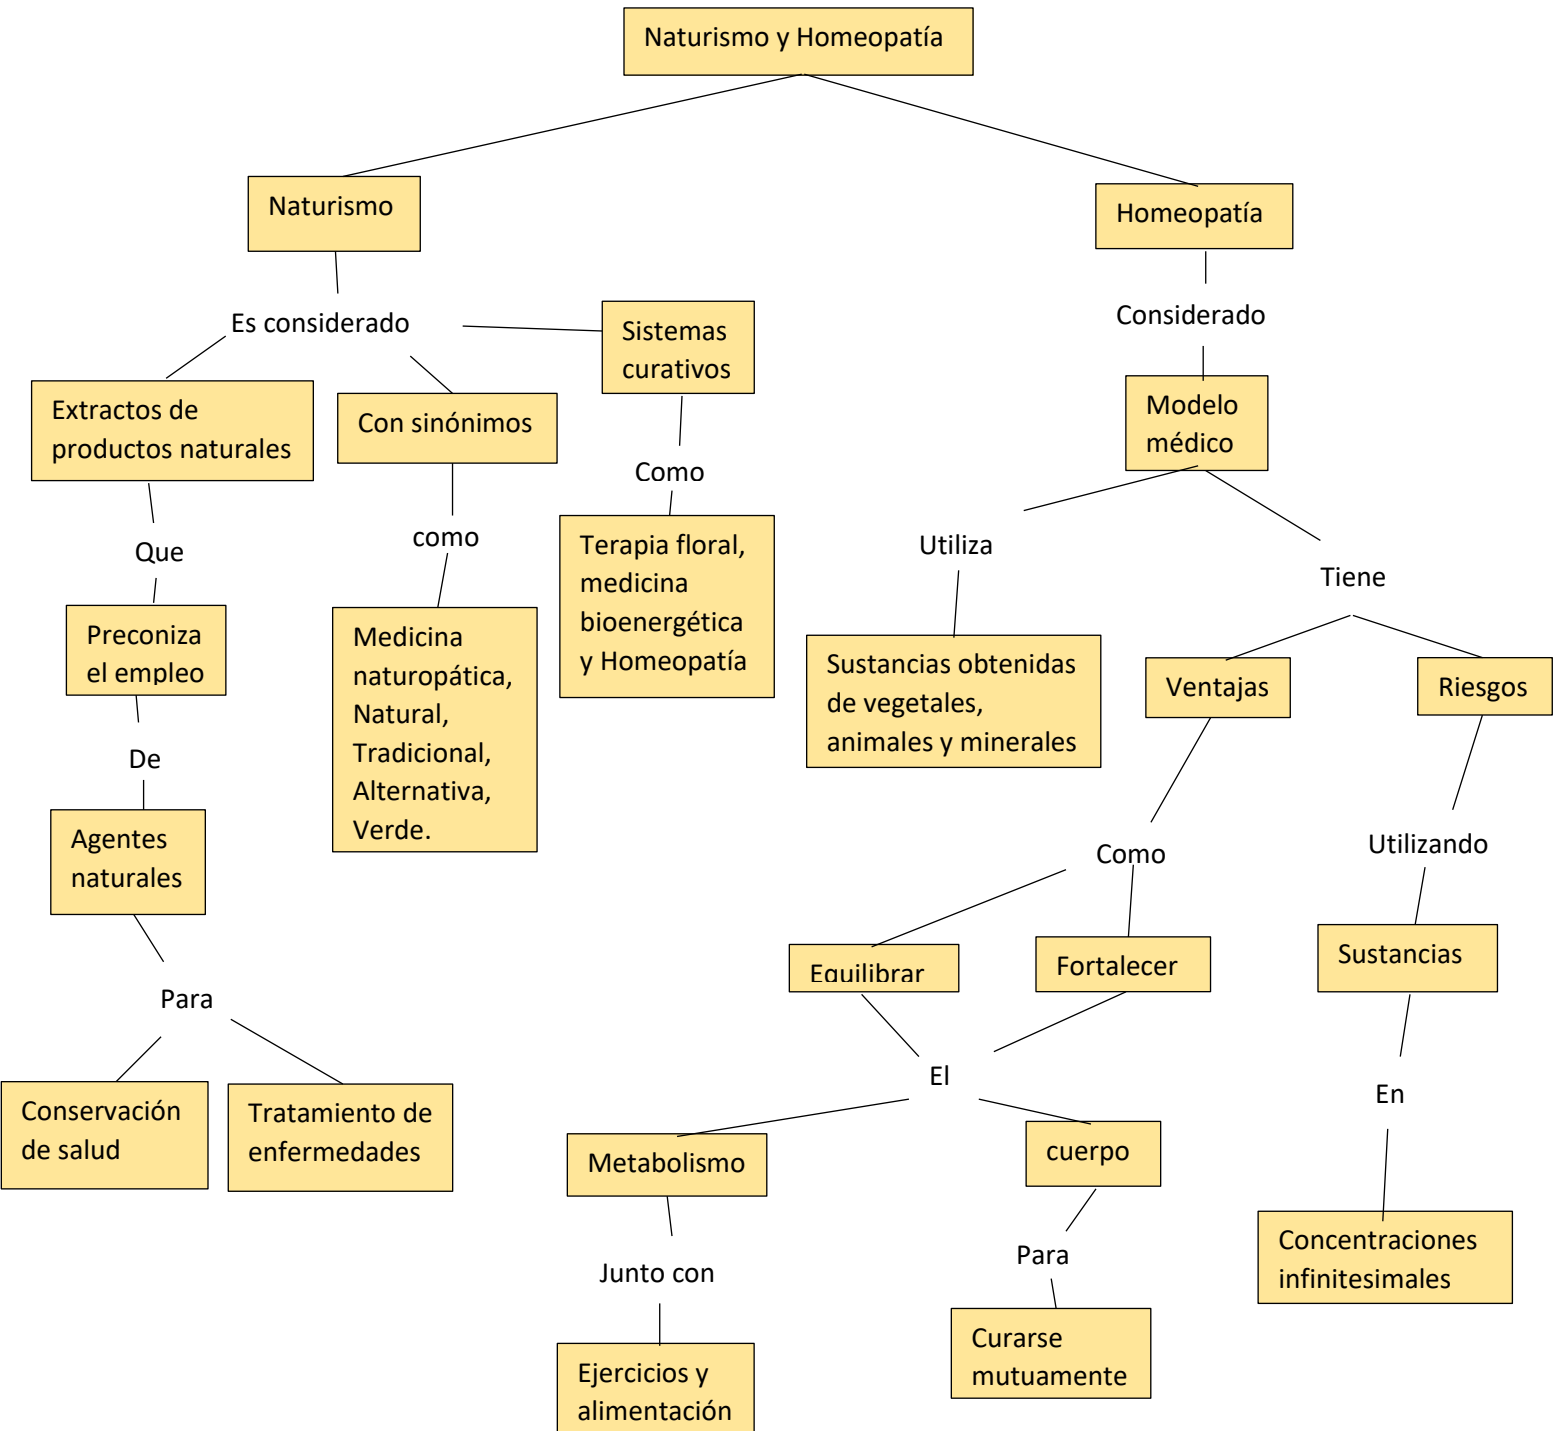 Naturismo y Homeopatía
Naturismo
Homeopatía
Es considerado
Considerado
Sistemas
curativos
Extractos de
productos naturales
Con sinónimos
Modelo
médico
Como
Que
como
Terapia floral,
medicina
bioenergética
y Homeopatía
Utiliza
Tiene
Preconiza
el empleo
Medicina
naturopática,
Natural,
Tradicional,
Alternativa,
Verde.
Sustancias obtenidas
de vegetales,
animales y minerales
Ventajas
Riesgos
De
Agentes
naturales
Como
Utilizando
Equilibrar
Fortalecer
Sustancias
Para
El
En
Conservación
de salud
Tratamiento de
enfermedades
Metabolismo
cuerpo
Junto con
Para
Concentraciones
infinitesimales
Ejercicios y
alimentación
Curarse
mutuamente